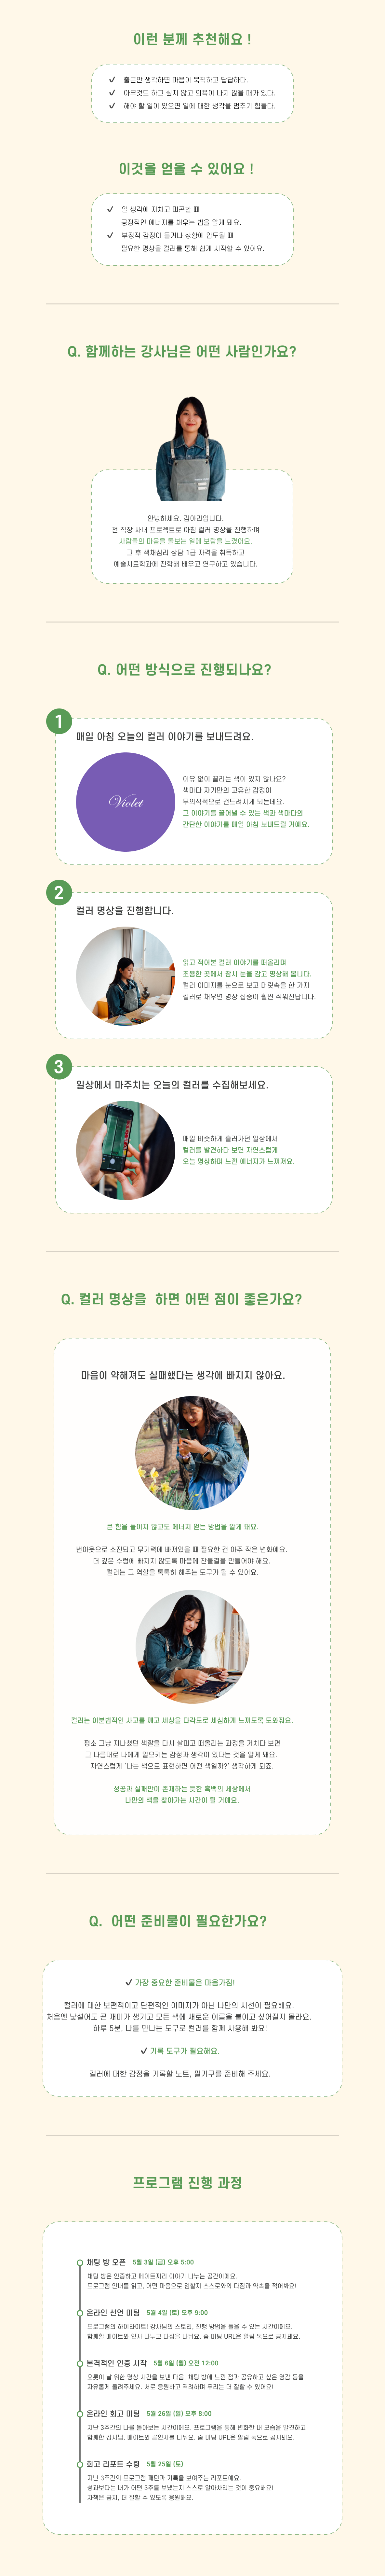 이런 분께 추천해요 !
✓ 출근만 생각하면 마음이 묵직하고 답답하다.
✓ 아무것도 하고 싶지 않고 의욕이 나지 않을 때가 있다.
✓ 해야 할 일이 있으면 일에 대한 생각을 멈추기 힘들다.
이것을 얻을 수 있어요 !
✓ 일 생각에 지치고 피곤할 때
긍정적인 에너지를 채우는 법을 알게 돼요.
✓ 부정적 감정이 들거나 상황에 압도될 때
필요한 명상을 컬러를 통해 쉽게 시작할 수 있어요.
Q. 함께하는 강사님은 어떤 사람인가요?
안녕하세요. 김아라입니다.
전 직장 사내 프로젝트로 아침 컬러 명상을 진행하며
사람들의 마음을 돌보는 일에 보람을 느꼈어요.
그 후 색채심리 상담 1급 자격을 취득하고
예술치료학과에 진학해 배우고 연구하고 있습니다.
Q. 어떤 방식으로 진행되나요?
1
매일 아침 오늘의 컬러 이야기를 보내드려요.
Violet
이유 없이 끌리는 색이 있지 않나요?
색마다 자기만의 고유한 감정이
무의식적으로 건드려지게 되는데요.
그 이야기를 끌어낼 수 있는 색과 색마다의
간단한 이야기를 매일 아침 보내드릴 거예요.
2
컬러 명상을 진행합니다.
읽고 적어본 컬러 이야기를 떠올리며
조용한 곳에서 잠시 눈을 감고 명상해 봅니다.
컬러 이미지를 눈으로 보고 머릿속을 한 가지
컬러로 채우면 명상 집중이 훨씬 쉬워진답니다.
3
일상에서 마주치는 오늘의 컬러를 수집해보세요.
매일 비슷하게 흘러가던 일상에서
컬러를 발견하다 보면 자연스럽게
오늘 명상하며 느낀 에너지가 느껴져요.
Q. 컬러 명상을 하면 어떤 점이 좋은가요?
마음이 약해져도 실패했다는 생각에 빠지지 않아요.
큰 힘을 들이지 않고도 에너지 얻는 방법을 알게 돼요.
번아웃으로 소진되고 무기력에 빠져있을 때 필요한 건 아주 작은 변화예요.
더 깊은 수렁에 빠지지 않도록 마음에 잔물결을 만들어야 해요.
컬러는 그 역할을 톡톡히 해주는 도구가 될 수 있어요.
컬러는 이분법적인 사고를 깨고 세상을 다각도로 세심하게 느껴도록 도와줘요.
평소 그냥 지나쳤던 색깔을 다시 살피고 떠올리는 과정을 거치다 보면
그 나름대로 나에게 일으키는 감정과 생각이 있다는 것을 알게 돼요.
자연스럽게 '나는 색으로 표현하면 어떤 색일까?' 생각하게 되죠.
성공과 실패만이 존재하는 듯한 흑백의 세상에서
나만의 색을 찾아가는 시간이 될 거예요.
Q. 어떤 준비물이 필요한가요?
✓ 가장 중요한 준비물은 마음가짐!
컬러에 대한 보편적이고 단편적인 이미지가 아닌 나만의 시선이 필요해요.
처음엔 낯설어도 곧 재미가 생기고 모든 색에 새로운 이름을 붙이고 싶어질지 몰라요.
하루 5분, 나를 만나는 도구로 컬러를 함께 사용해 봐요!
✓ 기록 도구가 필요해요.
컬러에 대한 감정을 기록할 노트, 필기구를 준비해 주세요.
프로그램 진행 과정
채팅 방 오픈 5월 3일 (금) 오후 5:00
채팅 방은 인증하고 메이트끼리 이야기 나누는 공간이에요.
프로그램 안내를 읽고, 어떤 마음으로 임할지 스스로와의 다짐과 약속을 적어봐요!
온라인 선언 미팅 5월 4일 (토) 오후 9:00
프로그램의 하이라이트! 강사님의 스토리, 진행 방법을 들을 수 있는 시간이에요.
함께할 메이트와 인사 나누고 다짐을 나눠요. 줌 미팅 URL은 알림 톡으로 공지돼요.
본격적인 인증 시작 5월 6일 (월) 오전 12:00
오롯이 날 위한 명상 시간을 보낸 다음, 채팅 방에 느낀 점과 공유하고 싶은 영감 등을
자유롭게 올려주세요. 서로 응원하고 격려하며 우리는 더 잘할 수 있어요!
온라인 회고 미팅 5월 26일 (일) 오후 8:00
지난 3주간의 나를 돌아보는 시간이에요. 프로그램을 통해 변화한 내 모습을 발견하고
함께한 강사님, 메이트와 끝인사를 나눠요. 줌 미팅 URL은 알림 톡으로 공지돼요.
회고 리포트 수령 5월 25일 (토)
지난 3주간의 프로그램 패턴과 기록을 보여주는 리포트예요.
성과보다는 내가 어떤 3주를 보냈는지 스스로 알아차리는 것이 중요해요!
자책은 금지, 더 잘할 수 있도록 응원해요.